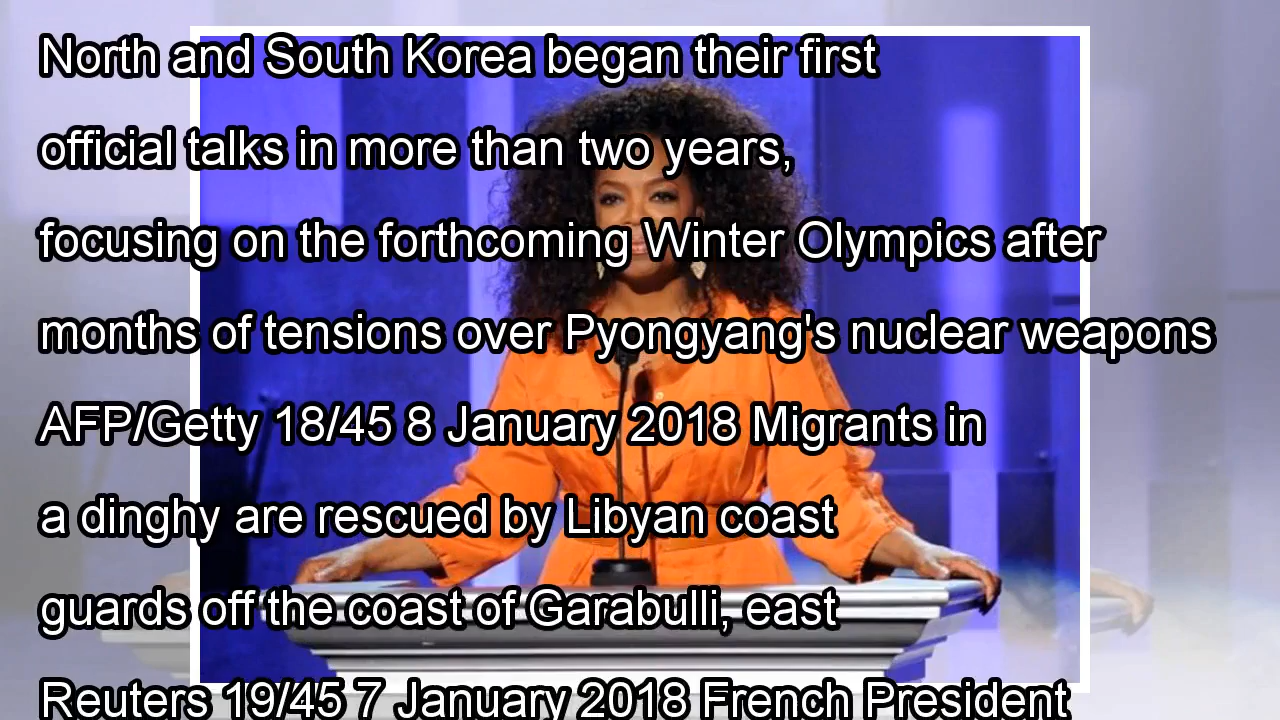 North and South Korea began their first
official talks in more than two years,
focusing on the forthcoming Winter Olympics after
months of tensions over Pyongyang's nuclear weapons
AFP/Getty 18/45 8 January 2018 Migrants in
a dinghy are rescued by Libyan coast
guards off the coast of Garabulli, east
Reuters 19/45 7 January 2018 French President